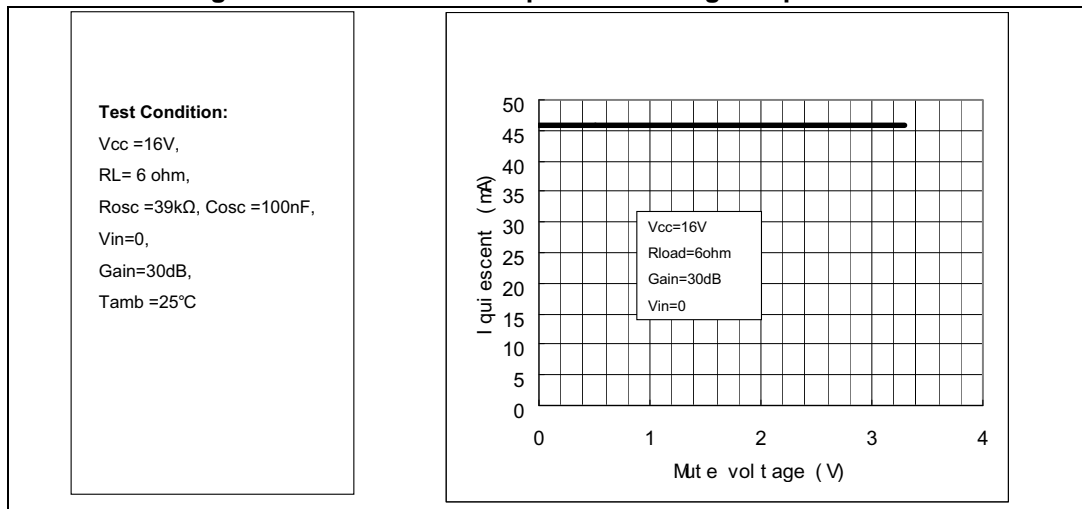 Test Condition:
Vcc =16V,
RL= 6 ohm,
Rosc =39kΩ, Cosc =100nF,
Vin=0,
Gain=30dB,
Tamb =25°C
50
45
40
35
30
25
20
15
10
5
0
Iquiescent (mA)
Vcc=16V
Rload=6ohm
Gain=30dB
Vin=0
0 1 2 3 4
Mute voltage (V)